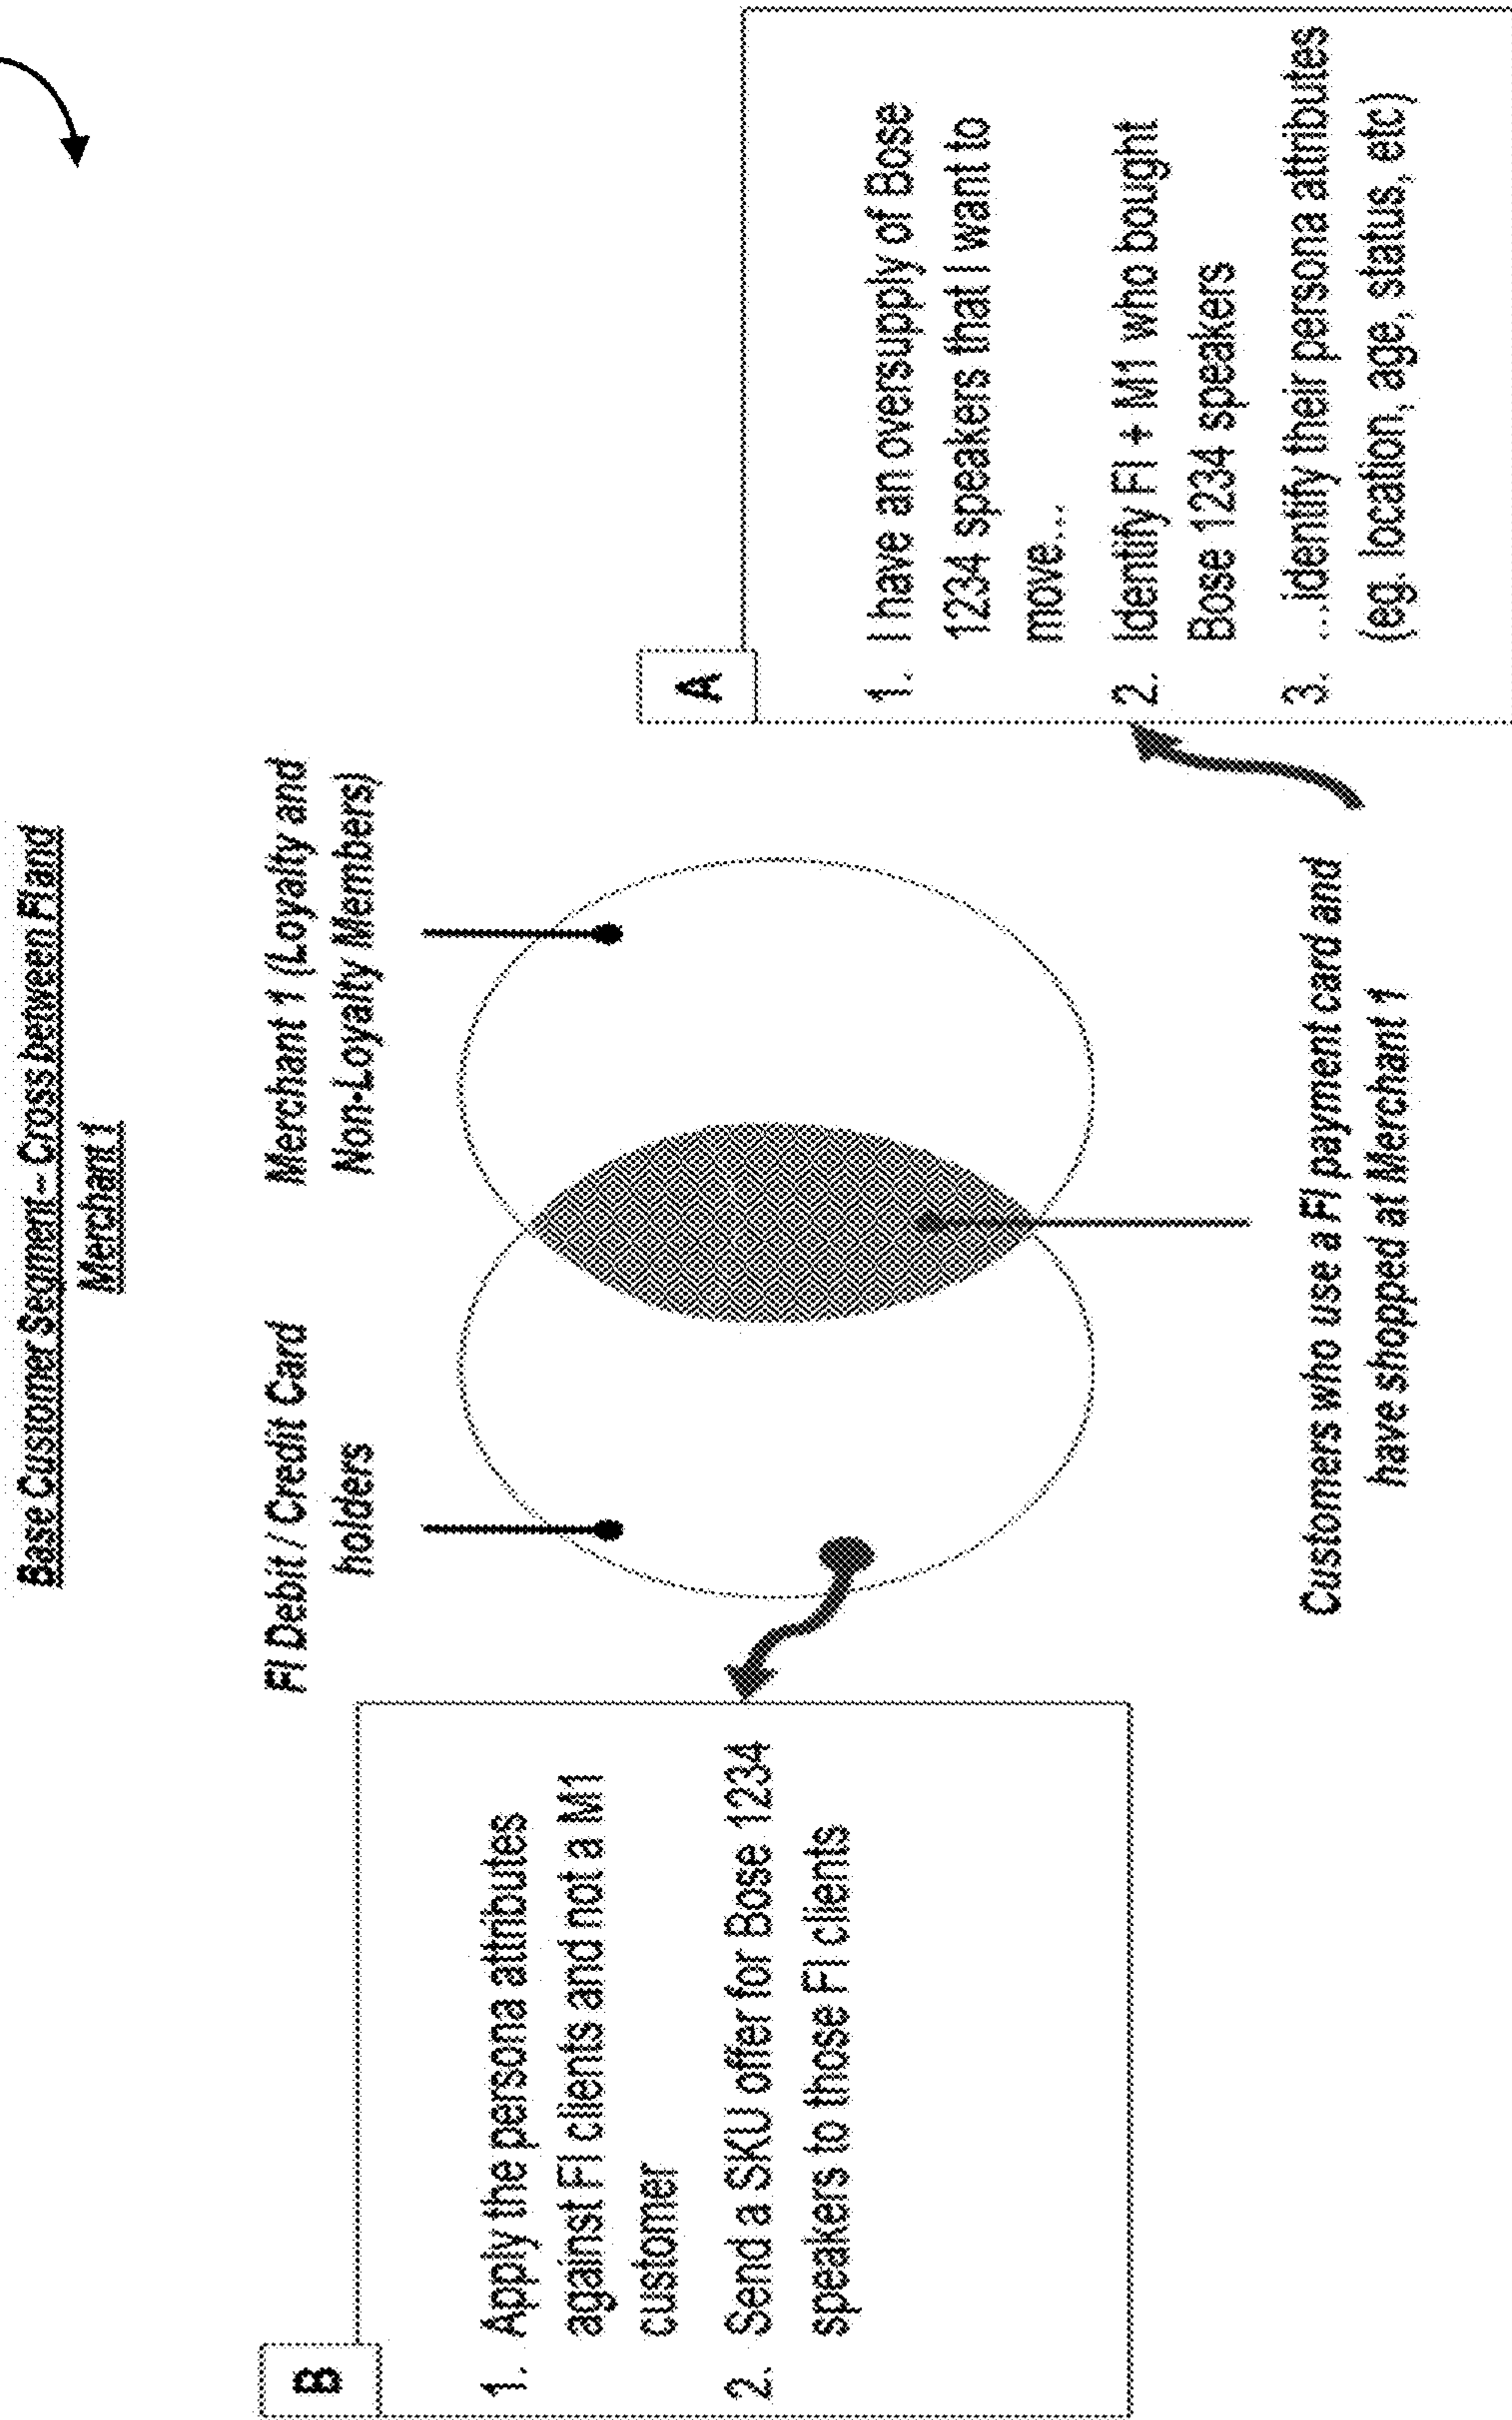 Base Customer Segment – Cross between FI and
Merchant 1
FI Debit / Credit Card
holders
Merchant 1 (Loyalty and
Non-Loyalty Members)
B
1. Apply the persona attributes
against FI clients and not a M1
customer
2. Send a SKU offer for Bose 1234
speakers to those FI clients
A
1. I have an oversupply of Bose
1234 speakers that I want to
move...
2. Identify FI + M1 who bought
Bose 1234 speakers
3. ...identify their persona attributes
(eg. location, age, status, etc)
Customers who use a FI payment card and
have shopped at Merchant 1